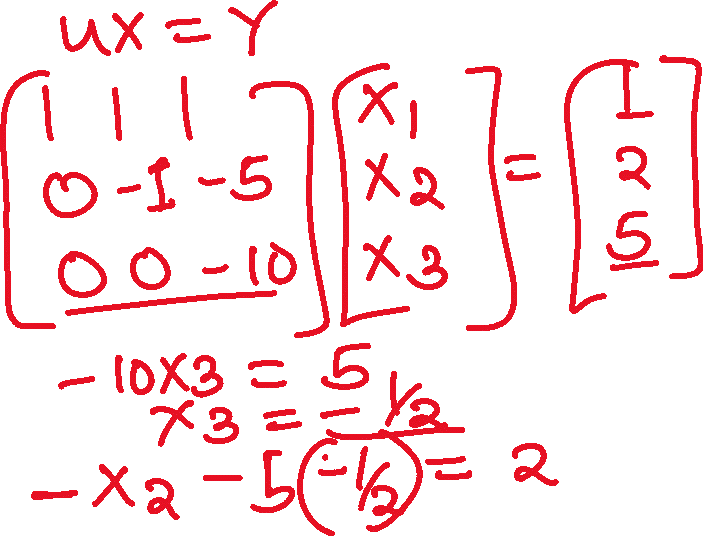 UX = Y
[1 1 1; 0 -1 -5; 0 0 -10] [x1; x2; x3] = [1; 2; 5]
-10x3 = 5
x3 = -1/2
-x2 - 5(-1/2) = 2